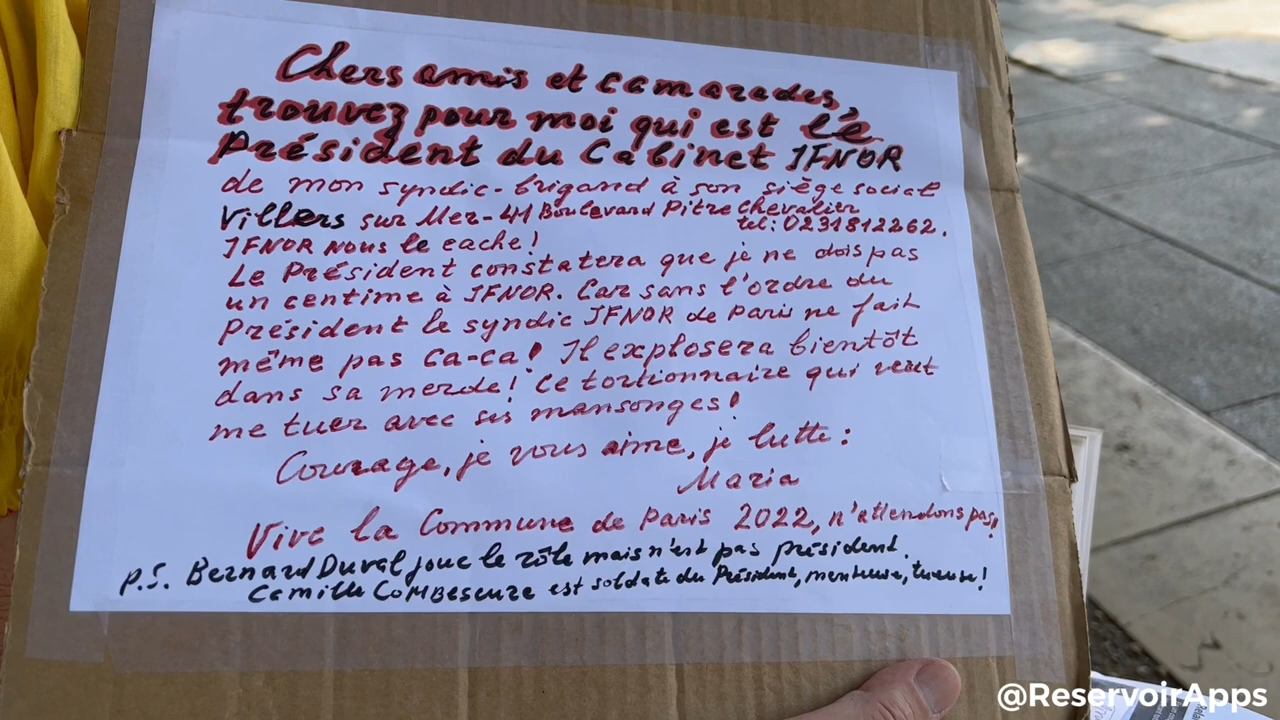 Chers amis et camarades,
trouvez pour moi qui est le
Président du Cabinet IFNOR
de mon syndic-brigand à son siège social
Villers sur Mer-41 Boulevard Pitre Chevalier
tel: 0231812262.
IFNOR nous le cache!
Le Président constatera que je ne dois pas
un centime à IFNOR. Car sans l'ordre du
Président le syndic IFNOR de Paris ne fait
même pas ca-ca! Il explosera bientôt
dans sa merde! Ce tortionnaire qui veut
me tuer avec ses mansonges!
Courage, je vous aime, je lutte:
Maria
Vive la Commune de Paris 2022, n'attendons pas!
P.S. Bernard Duval joue le rôle mais n'est pas président.
Camille COMBescure est soldate du Président, menteuse, tueuse!
@ReservoirApps